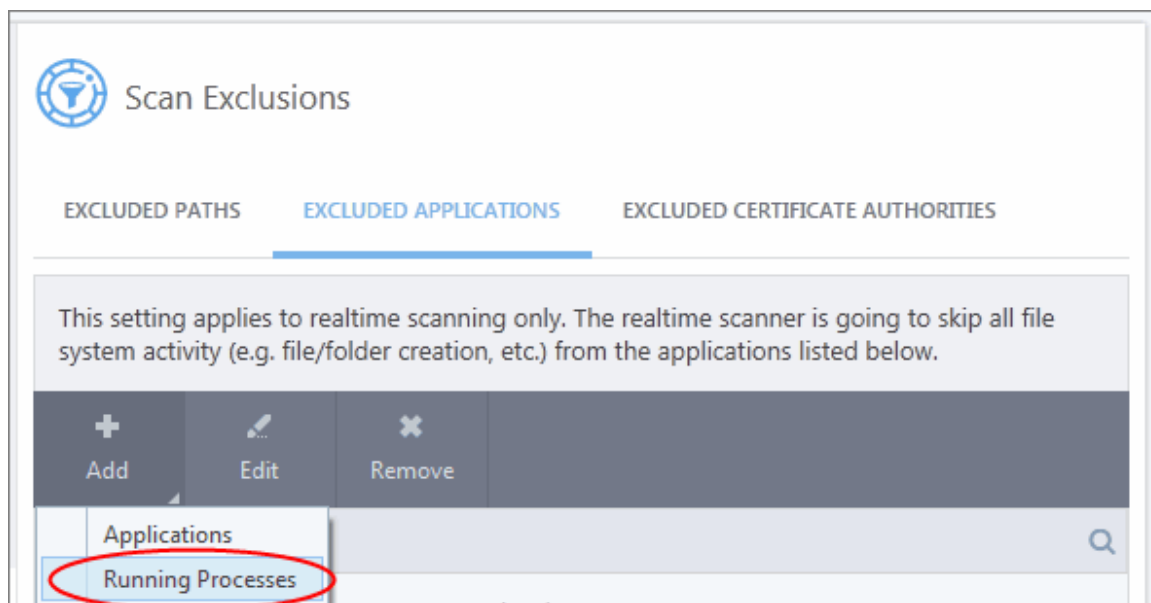 Scan Exclusions
EXCLUDED PATHS EXCLUDED APPLICATIONS EXCLUDED CERTIFICATE AUTHORITIES
This setting applies to realtime scanning only. The realtime scanner is going to skip all file
system activity (e.g. file/folder creation, etc.) from the applications listed below.
Add Edit Remove
Applications
Running Processes